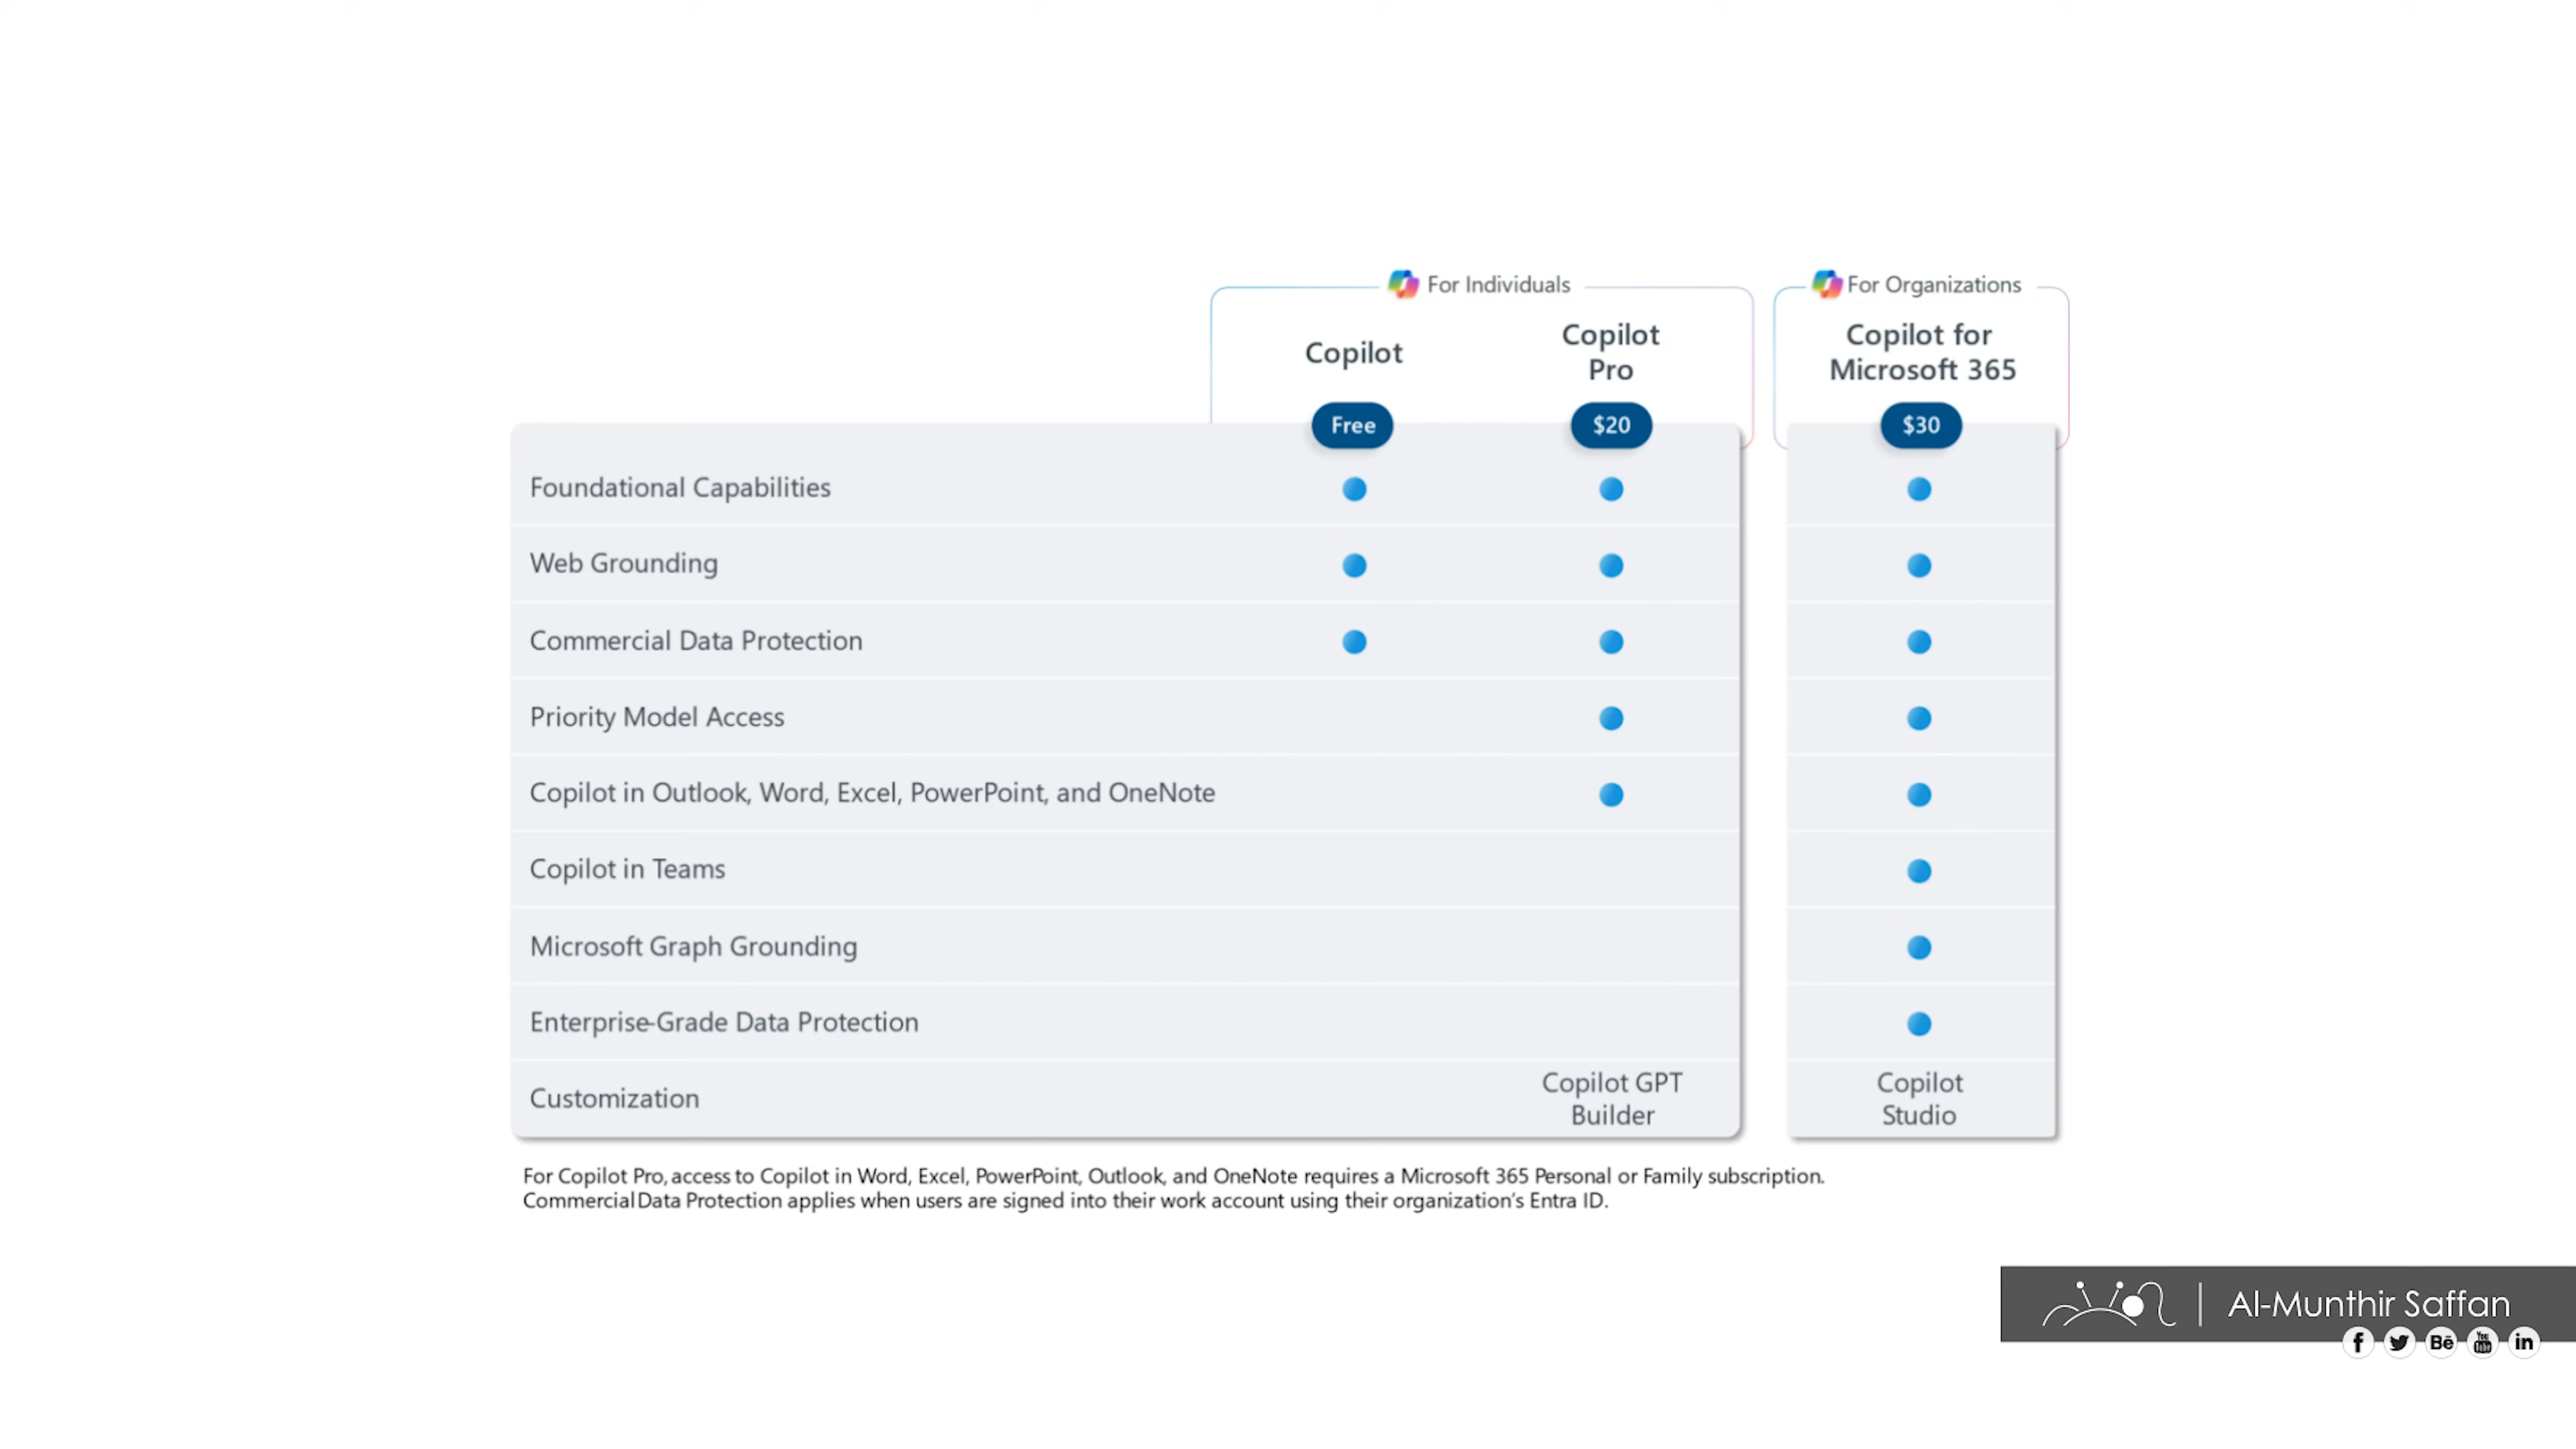 For Individuals
For Organizations
Copilot
Copilot
Pro
Copilot for
Microsoft 365
Free
$20
$30
Foundational Capabilities
Web Grounding
Commercial Data Protection
Priority Model Access
Copilot in Outlook, Word, Excel, PowerPoint, and OneNote
Copilot in Teams
Microsoft Graph Grounding
Enterprise-Grade Data Protection
Customization
Copilot GPT
Builder
Copilot
Studio
For Copilot Pro, access to Copilot in Word, Excel, PowerPoint, Outlook, and OneNote requires a Microsoft 365 Personal or Family subscription.
Commercial Data Protection applies when users are signed into their work account using their organization's Entra ID.
Al-Munthir Saffan
f Bē You Tube in